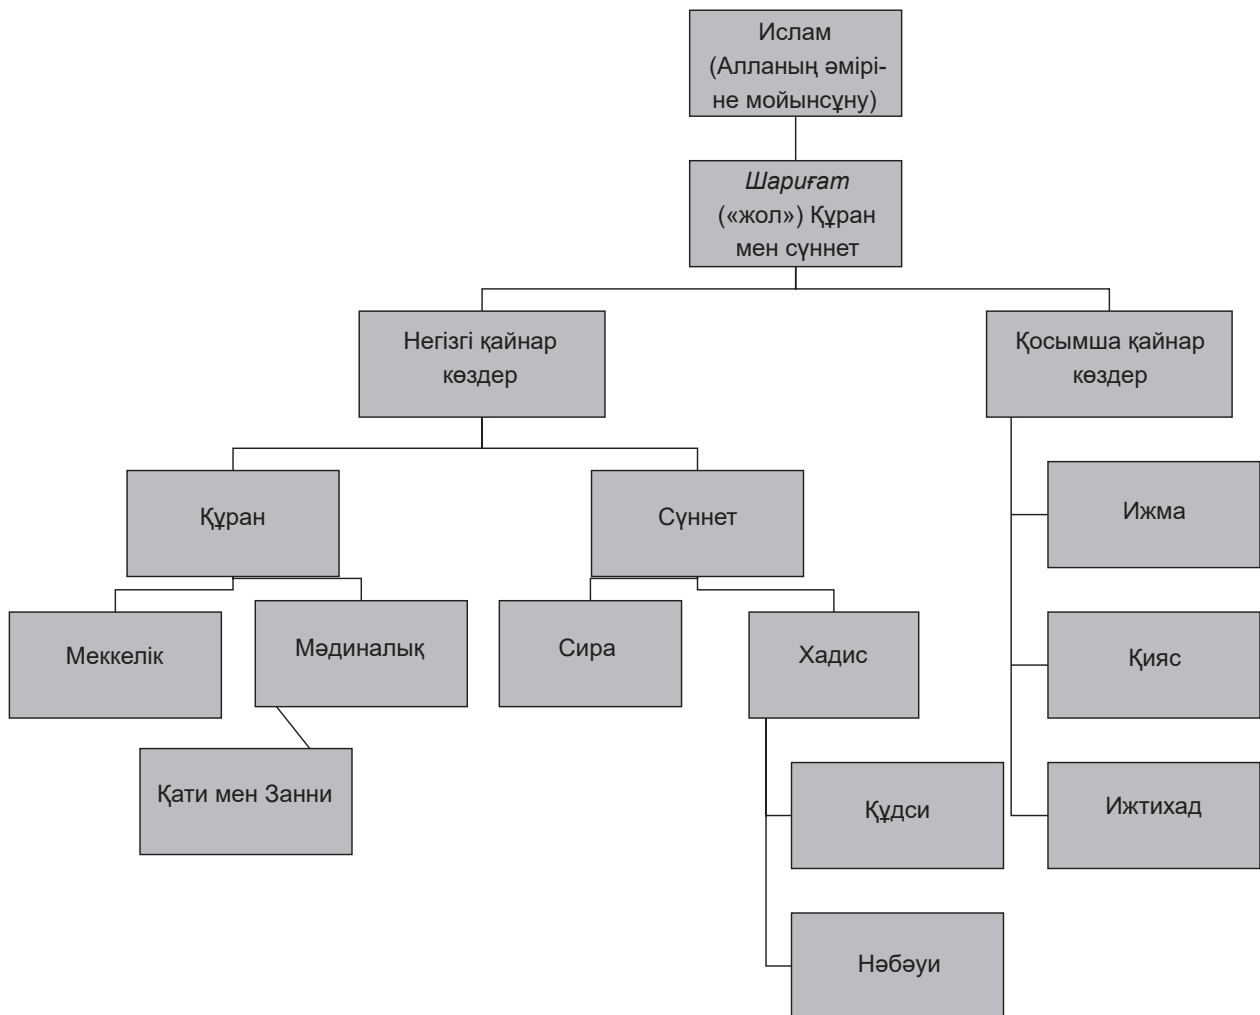 Ислам
(Алланың әмірі-
не мойынсұну)
Шариғат
(«жол») Құран
мен сүннет
Негізгі қайнар
көздер
Қосымша қайнар
көздер
Құран
Сүннет
Ижма
Меккелік
Мәдиналық
Сира
Хадис
Қияс
Қати мен Занни
Құдси
Ижтихад
Нәбәуи